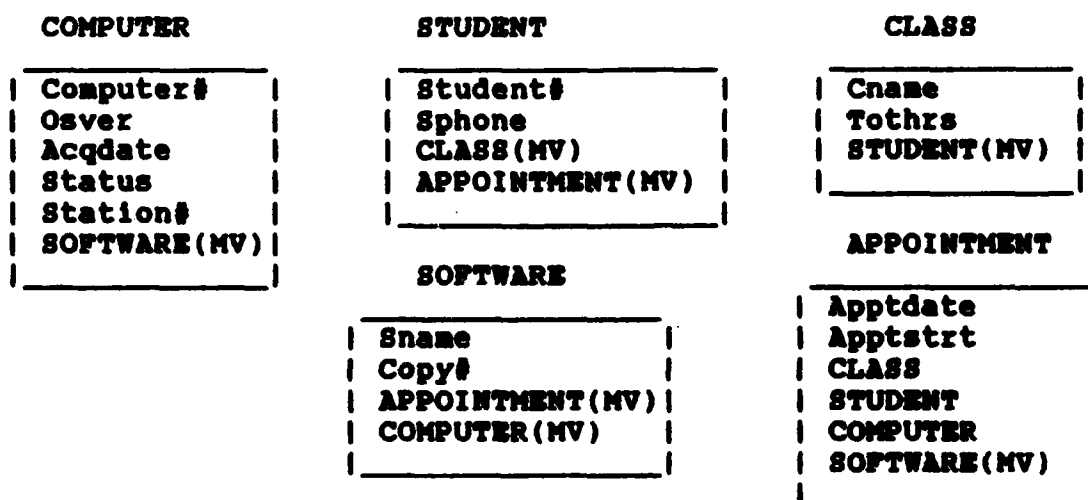 COMPUTER
Computer#
Osver
Acqdate
Status
Station#
SOFTWARE(MV)
STUDENT
Student#
Sphone
CLASS(MV)
APPOINTMENT(MV)
SOFTWARE
Sname
Copy#
APPOINTMENT(MV)
COMPUTER(MV)
CLASS
Cname
Tothrs
STUDENT(MV)
APPOINTMENT
Apptdate
Apptstrt
CLASS
STUDENT
COMPUTER
SOFTWARE(MV)